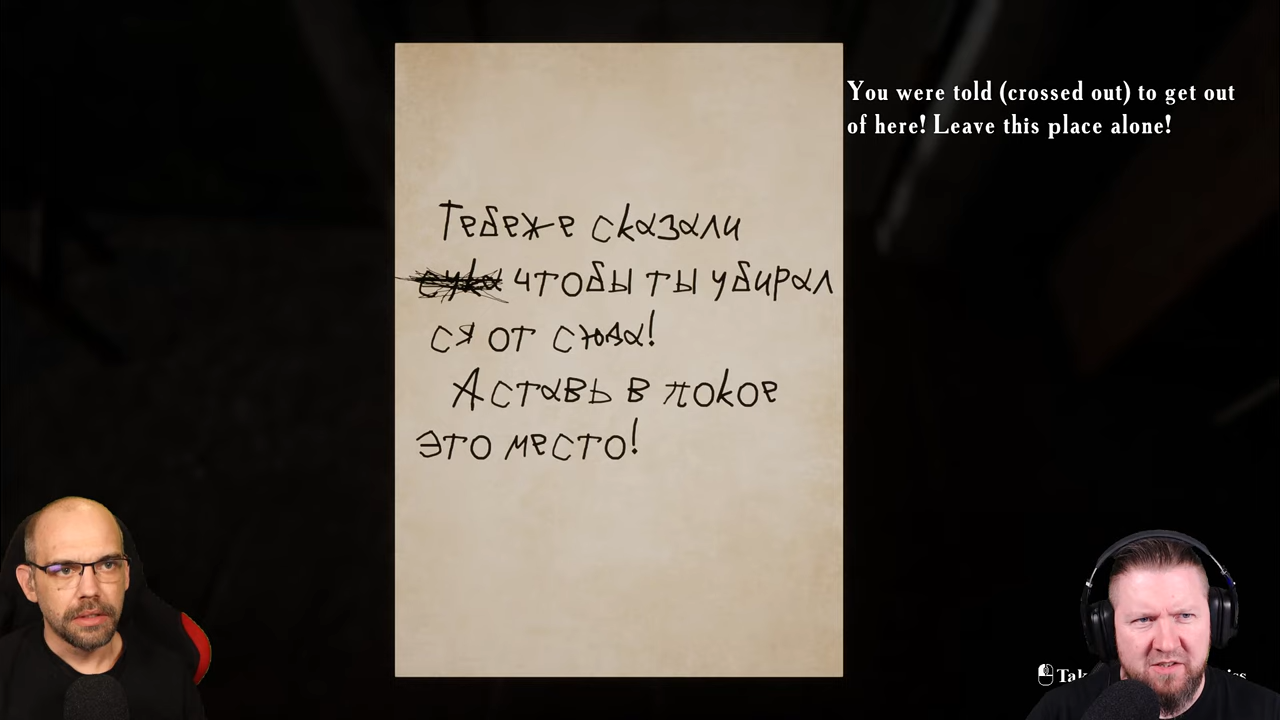 You were told (crossed out) to get out
of here! Leave this place alone!
Тебеже сказали
сука чтобы ты убирал
ся от сюда!
Аставь в покое
это место!